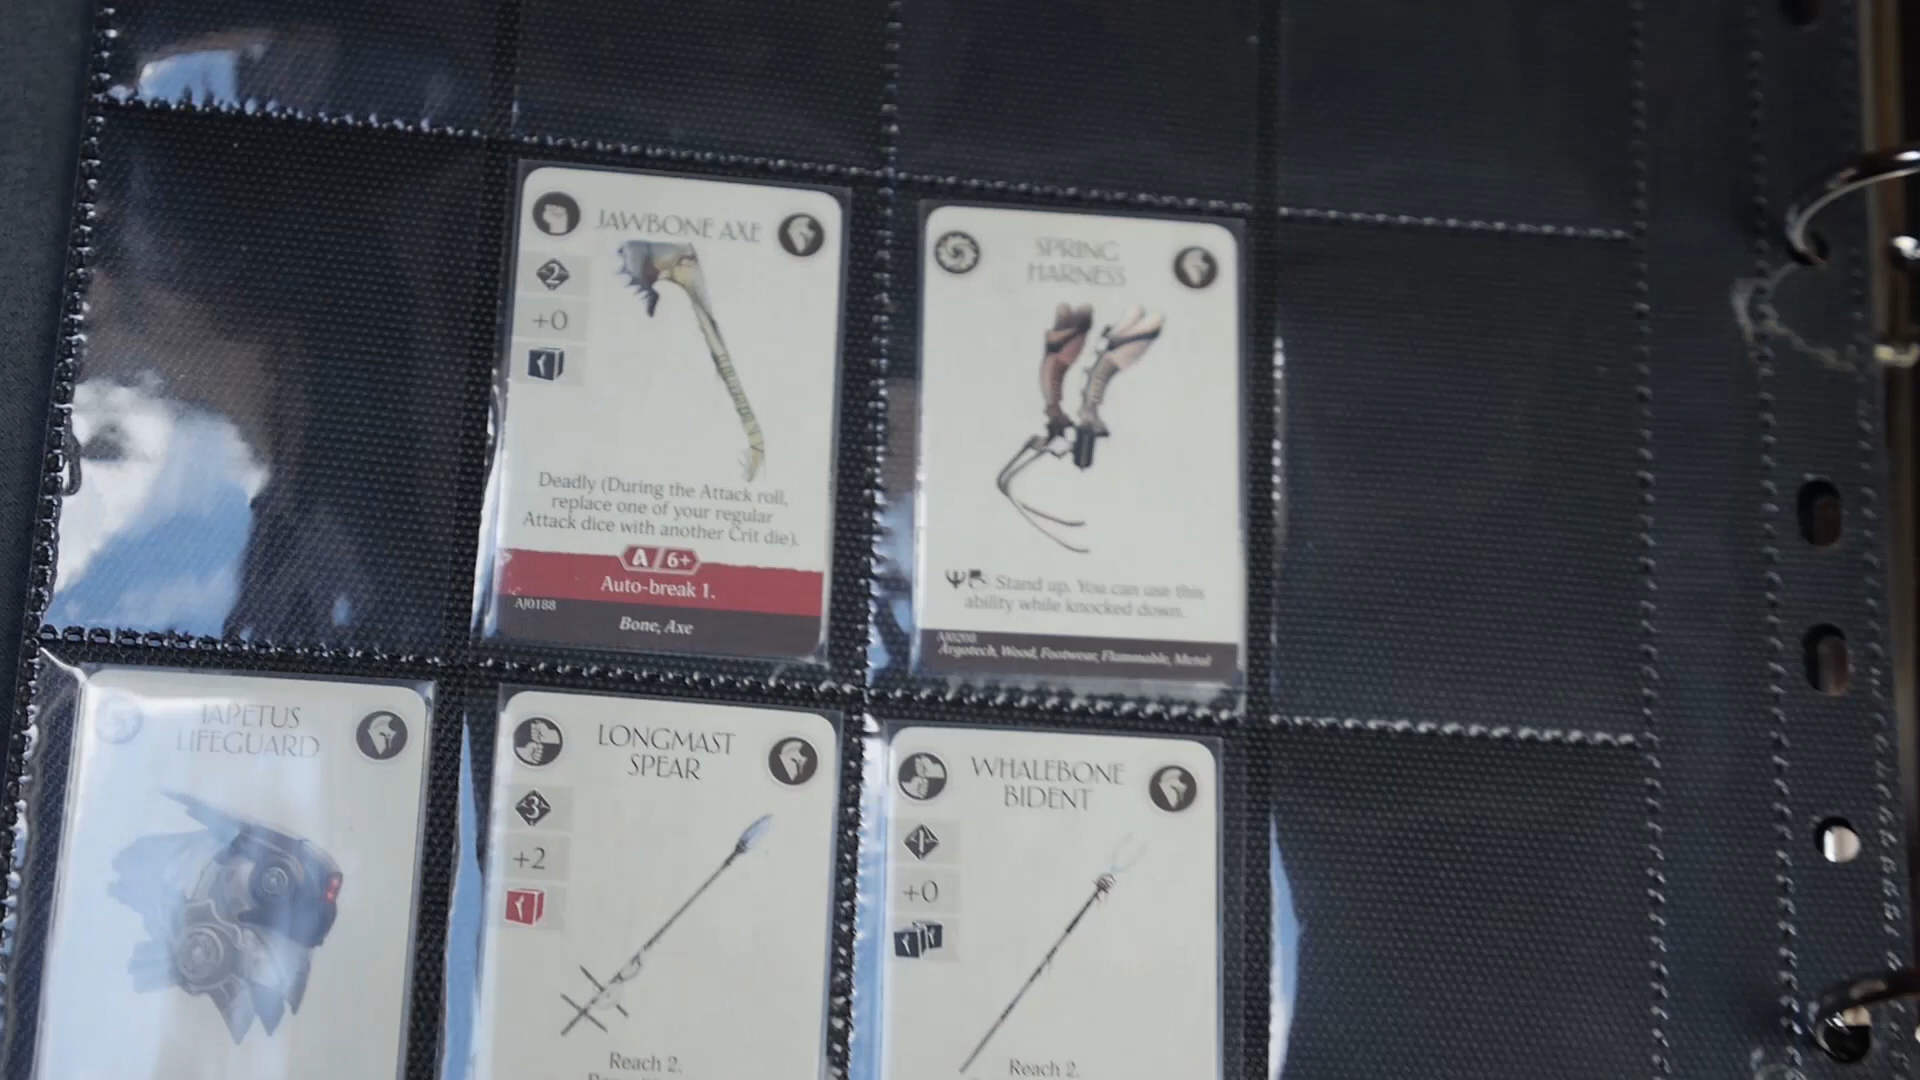 JAWBONE AXE
2
+0
Deadly (During the Attack roll,
replace one of your regular
Attack dice with another Crit die).
A / 6+
Auto-break 1.
AJ0188
Bone, Axe
SPRING
HARNESS
Stand up. You can use this
ability while knocked down.
Argotech, Wood, Footwear, Flammable, Metal
IAPETUS
LIFEGUARD
LONGMAST
SPEAR
3
+2
Reach 2.
WHALEBONE
BIDENT
1
+0
Reach 2.